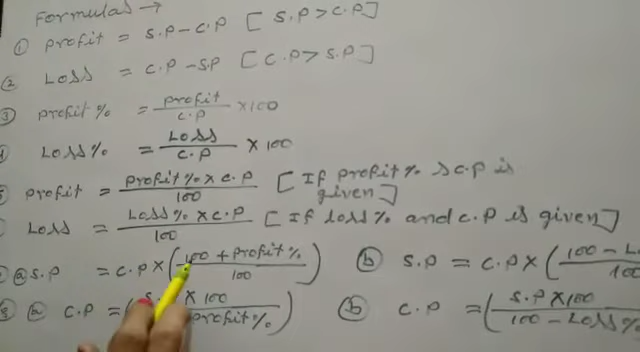 Formulas →
① Profit = S.P - C.P [S.P > C.P]
② Loss = C.P - S.P [C.P > S.P]
③ Profit % = Profit / C.P × 100
Loss % = Loss / C.P × 100
Profit = Profit % × C.P / 100 [If profit % & C.P is given]
Loss = Loss % × C.P / 100 [If loss % and C.P is given]
ⓐ S.P = C.P × (100 + Profit % / 100) ⓑ S.P = C.P × (100 - L / 10
ⓐ C.P = (S. × 100 / Profit %) ⓑ C.P = (S.P × 100 / 100 - Loss %